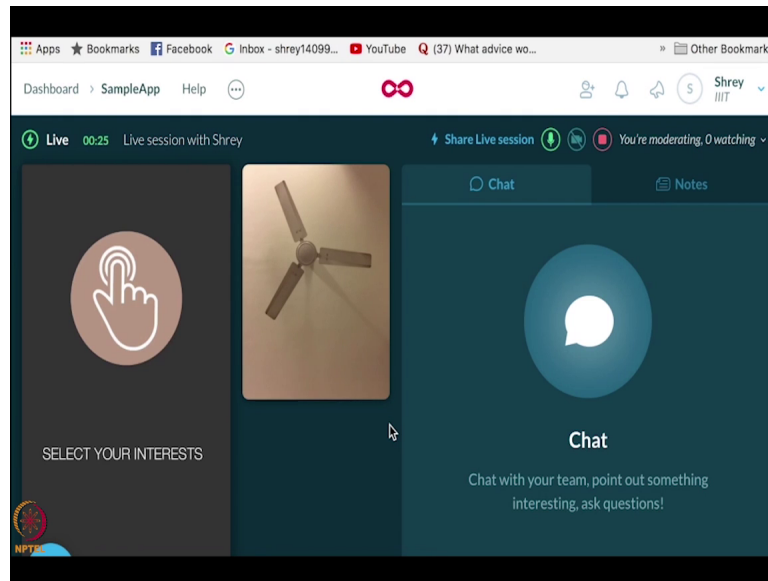 Apps Bookmarks Facebook Inbox - shrey14099... YouTube (37) What advice wo... » Other Bookmark
Dashboard > SampleApp Help S Shrey
IIIT
Live 00:25 Live session with Shrey Share Live session You're moderating, 0 watching
Chat Notes
SELECT YOUR INTERESTS
Chat
Chat with your team, point out something
interesting, ask questions!
NPTEL